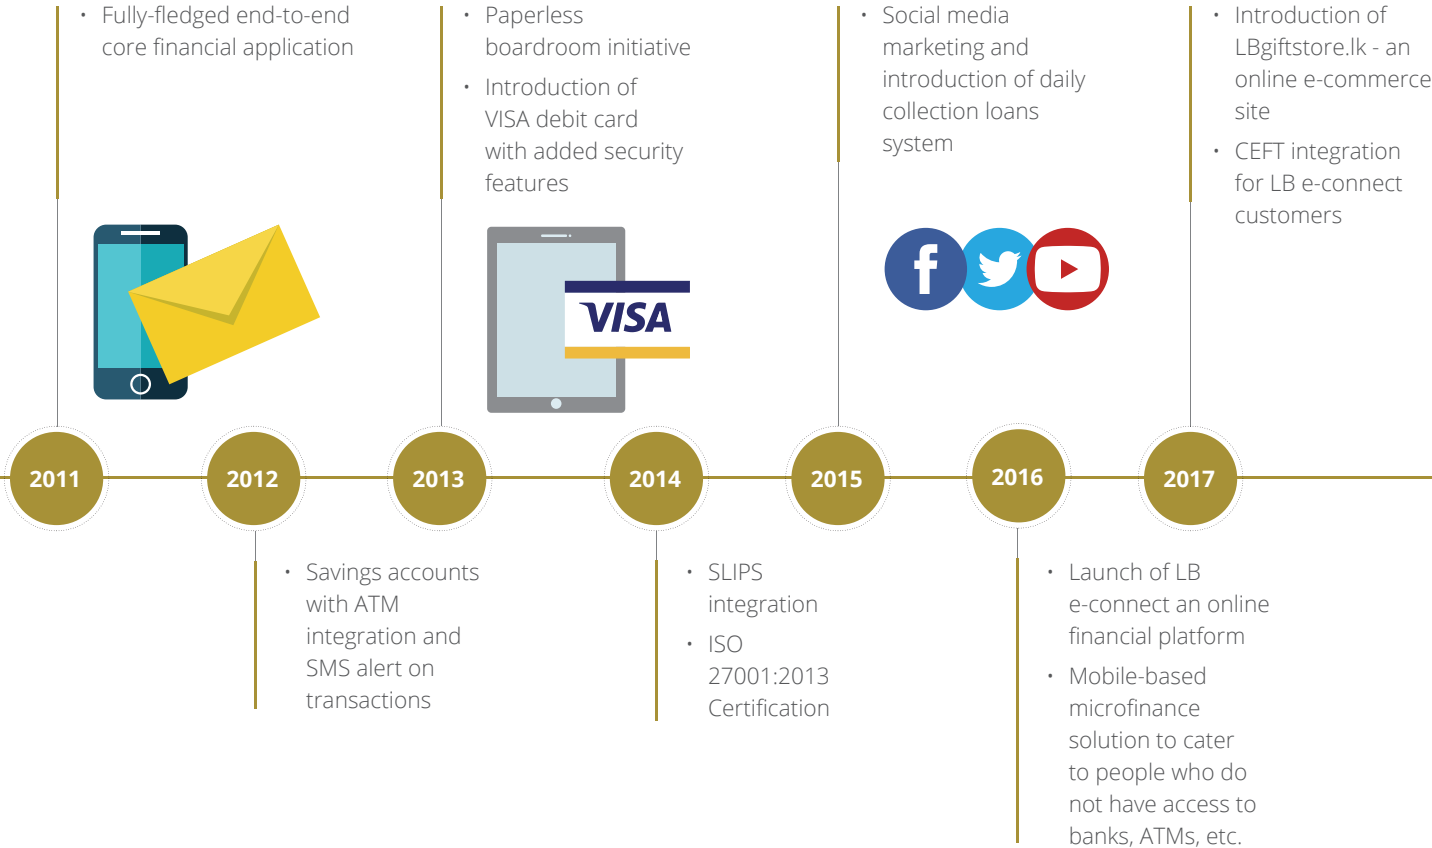 • Fully-fledged end-to-end
core financial application
• Paperless
boardroom initiative
• Introduction of
VISA debit card
with added security
features
• Social media
marketing and
introduction of daily
collection loans
system
• Introduction of
LBgiftstore.lk - an
online e-commerce
site
• CEFT integration
for LB e-connect
customers
VISA
2011
2012
2013
2014
2015
2016
2017
• Savings accounts
with ATM
integration and
SMS alert on
transactions
• SLIPS
integration
• ISO
27001:2013
Certification
• Launch of LB
e-connect an online
financial platform
• Mobile-based
microfinance
solution to cater
to people who do
not have access to
banks, ATMs, etc.